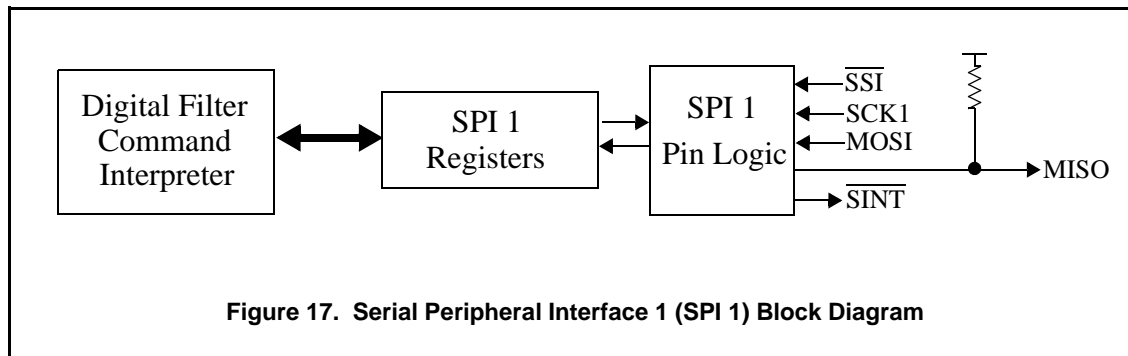 Digital Filter
Command
Interpreter
SPI 1
Registers
SPI 1
Pin Logic
SSI
SCK1
MOSI
MISO
SINT
Figure 17. Serial Peripheral Interface 1 (SPI 1) Block Diagram